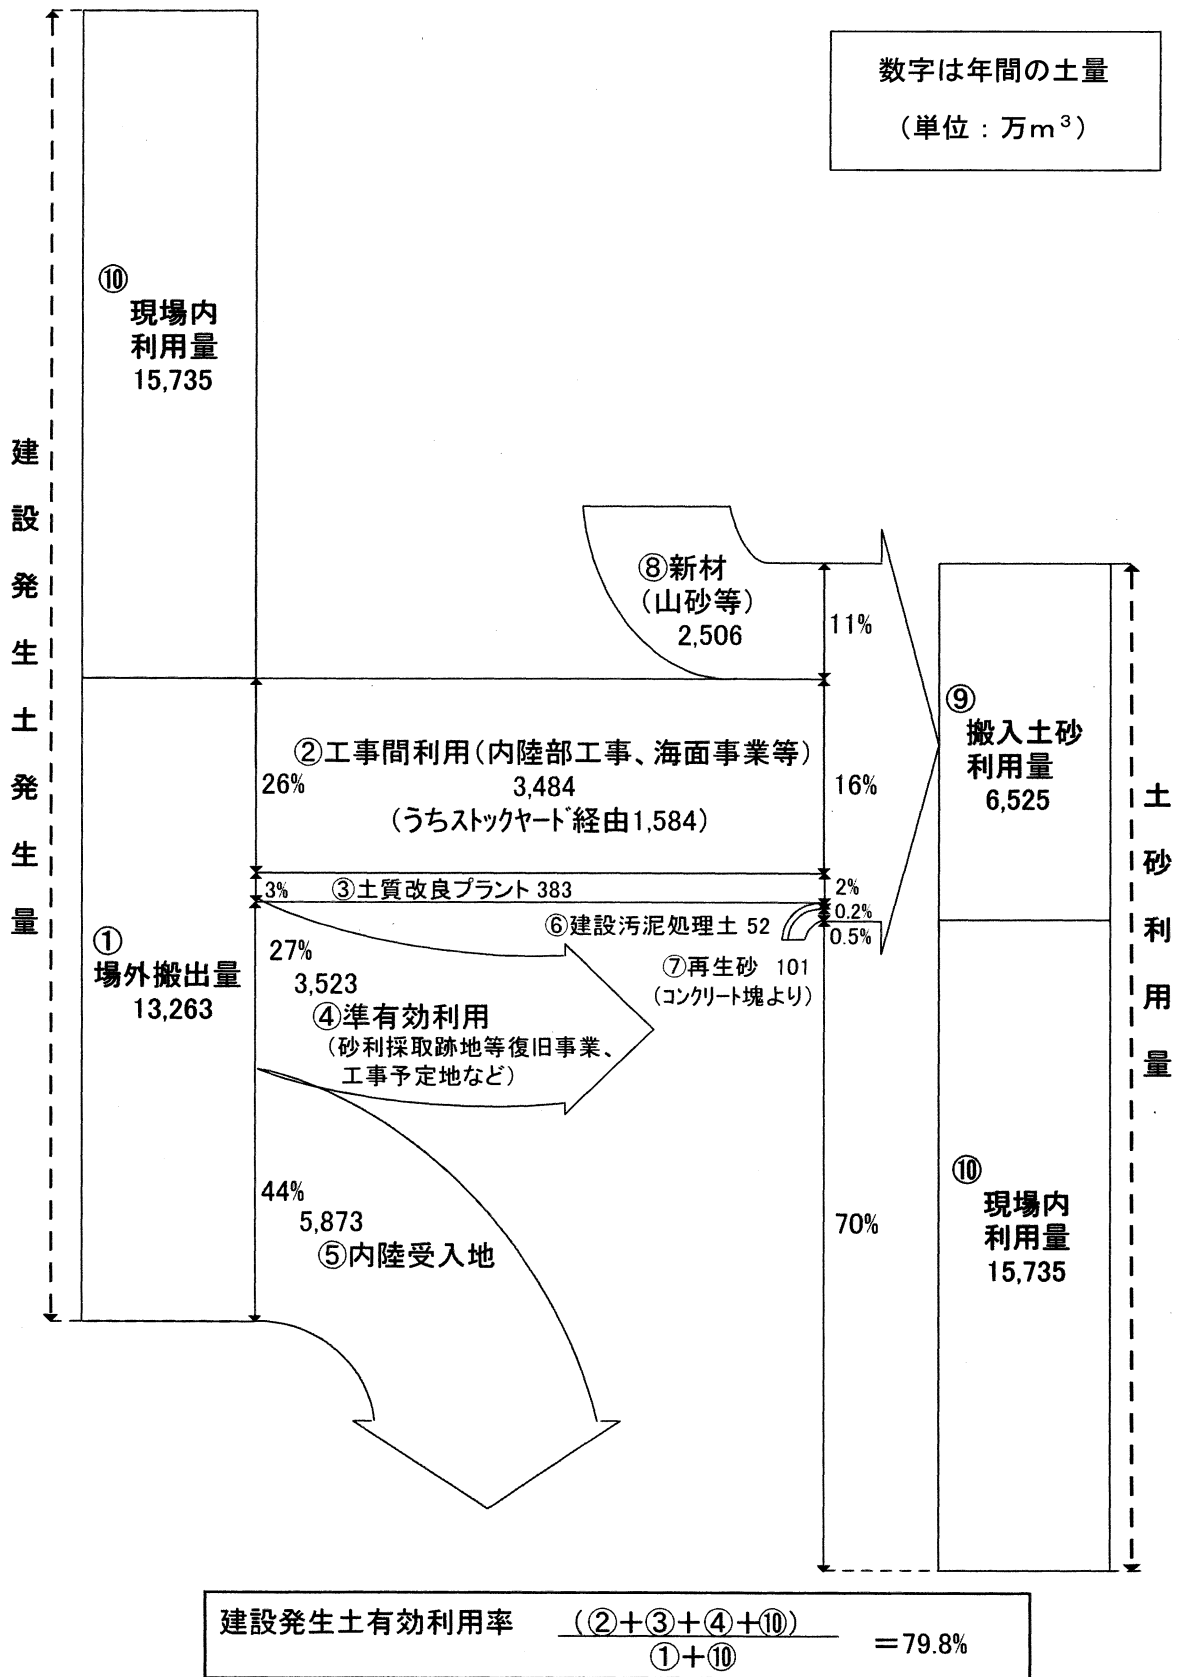 数字は年間の土量
（単位：万ｍ³）
建設発生土発生量
⑩
現場内
利用量
15,735
⑧新材
（山砂等）
2,506
11%
⑨
搬入土砂
利用量
6,525
②工事間利用（内陸部工事、海面事業等）
3,484
（うちｽﾄｯｸﾔｰﾄﾞ経由1,584）
26%
16%
土砂利用量
3%
③土質改良プラント 383
2%
⑥建設汚泥処理土 52
0.2%
0.5%
①
場外搬出量
13,263
27%
3,523
④準有効利用
（砂利採取跡地等復旧事業、
工事予定地など）
⑦再生砂 101
（ｺﾝｸﾘｰﾄ塊より）
44%
5,873
⑤内陸受入地
70%
⑩
現場内
利用量
15,735
建設発生土有効利用率 （②＋③＋④＋⑩）
①＋⑩
＝79.8%